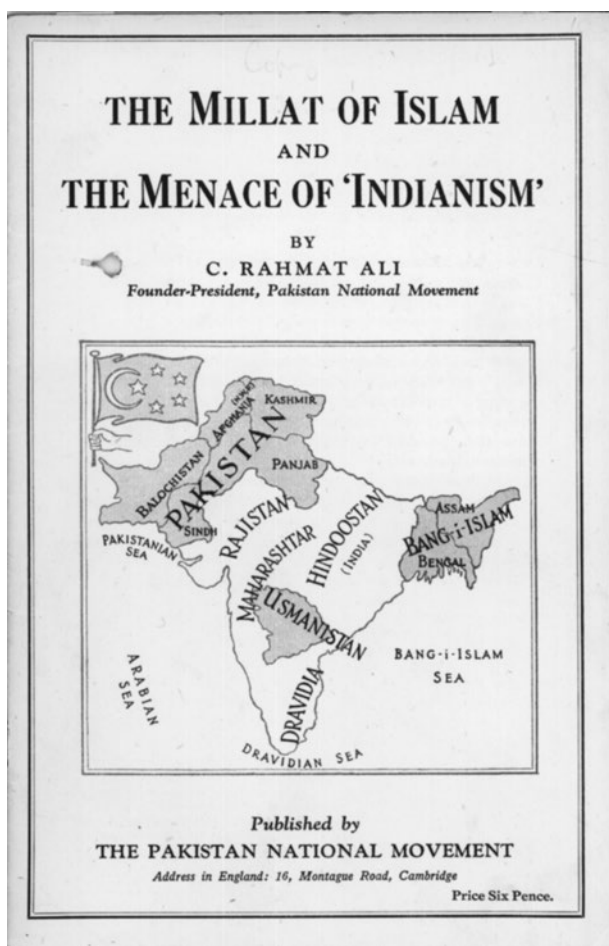 THE MILLAT OF ISLAM
AND
THE MENACE OF ‘INDIANISM’
BY
C. RAHMAT ALI
Founder-President, Pakistan National Movement
KASHMIR
AFGHANIA
PANJAB
BALOCHISTAN
PAKISTAN
SINDH
PAKISTANIAN
SEA
RAJISTAN
MAHARASHTAR
HINDOOSTAN
(INDIA)
ASSAM
BANG-I-ISLAM
BENGAL
USMANISTAN
BANG-I-ISLAM
SEA
ARABIAN
SEA
DRAVIDIA
DRAVIDIAN SEA
Published by
THE PAKISTAN NATIONAL MOVEMENT
Address in England: 16, Montague Road, Cambridge
Price Six Pence.